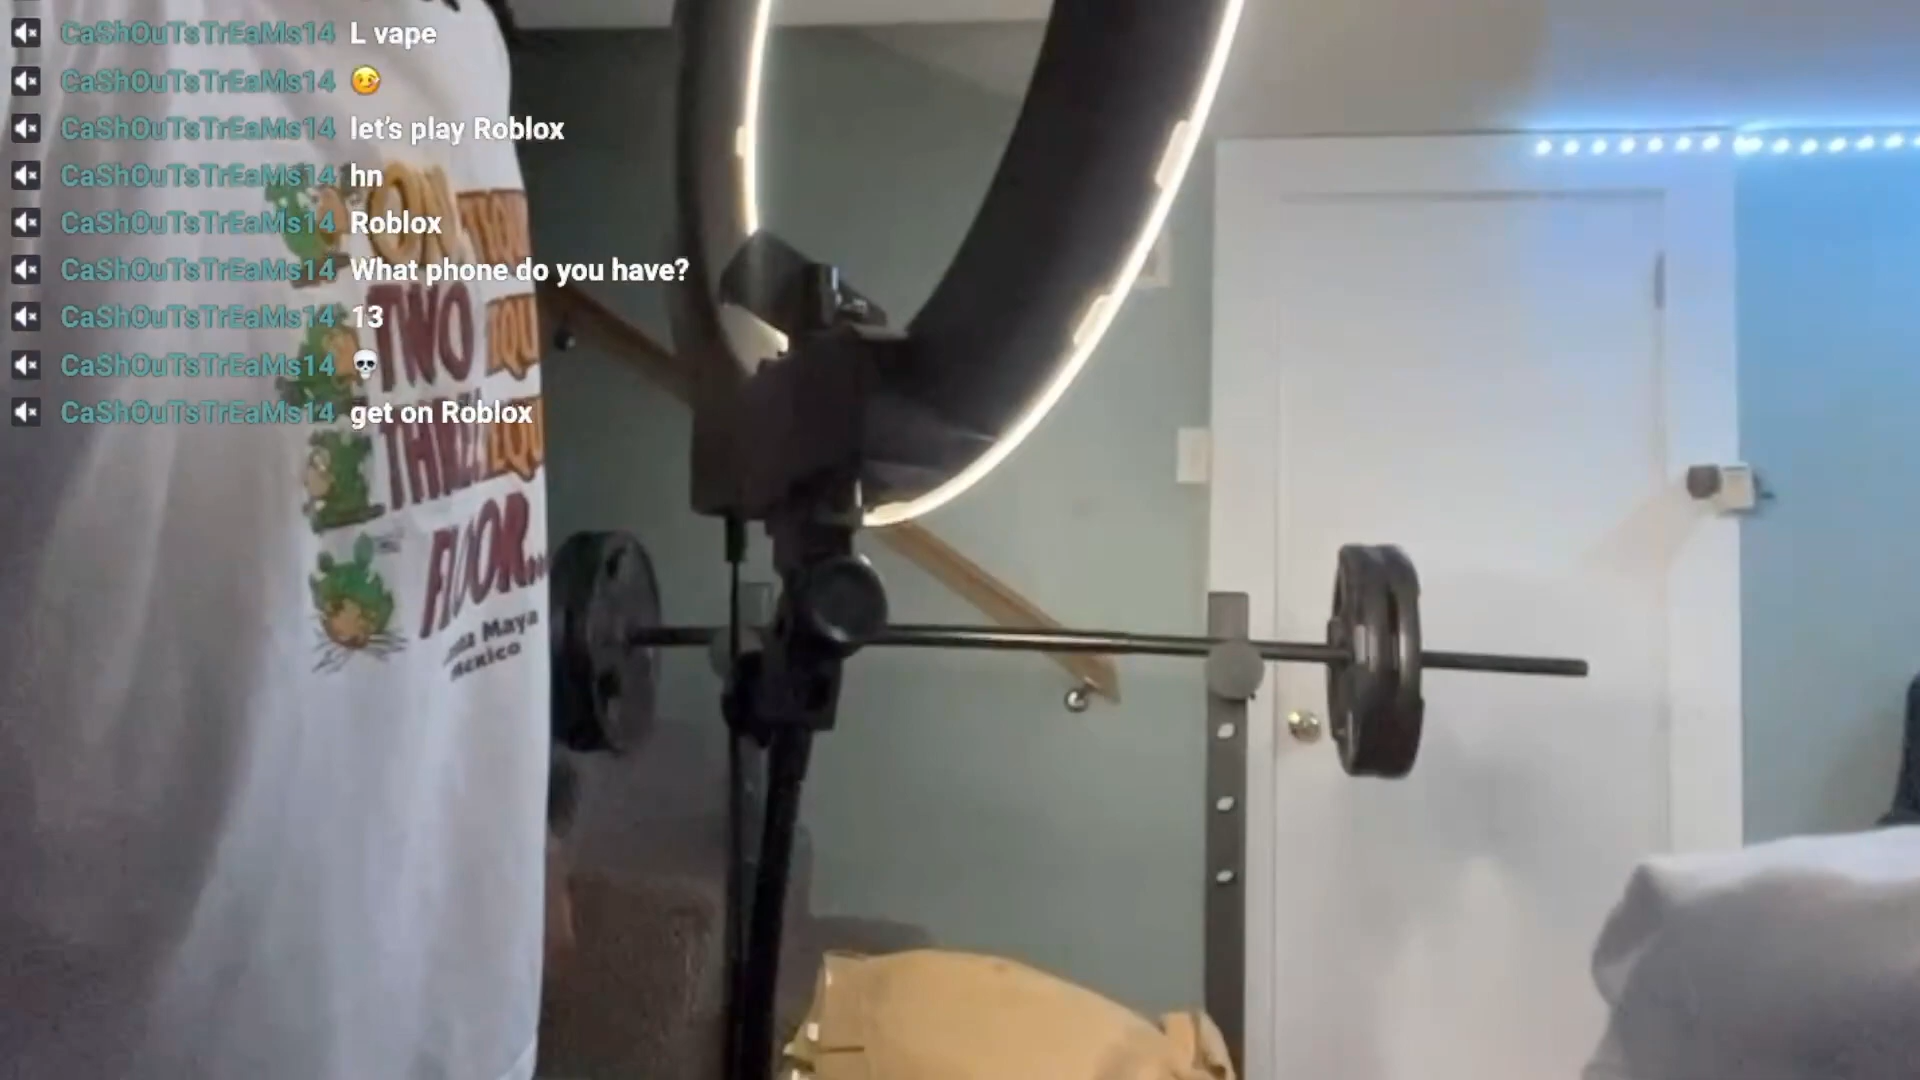 CaShOuTsTrEaMs14 L vape
CaShOuTsTrEaMs14 🤕
CaShOuTsTrEaMs14 let's play Roblox
CaShOuTsTrEaMs14 hn
CaShOuTsTrEaMs14 Roblox
CaShOuTsTrEaMs14 What phone do you have?
CaShOuTsTrEaMs14 13
CaShOuTsTrEaMs14 💀
CaShOuTsTrEaMs14 get on Roblox
TWO
FLOOR...
Maya
Mexico